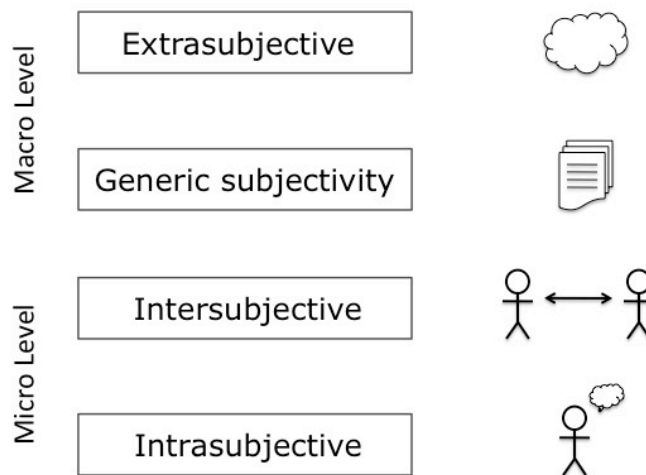 Macro Level
Extrasubjective
Generic subjectivity
Micro Level
Intersubjective
Intrasubjective